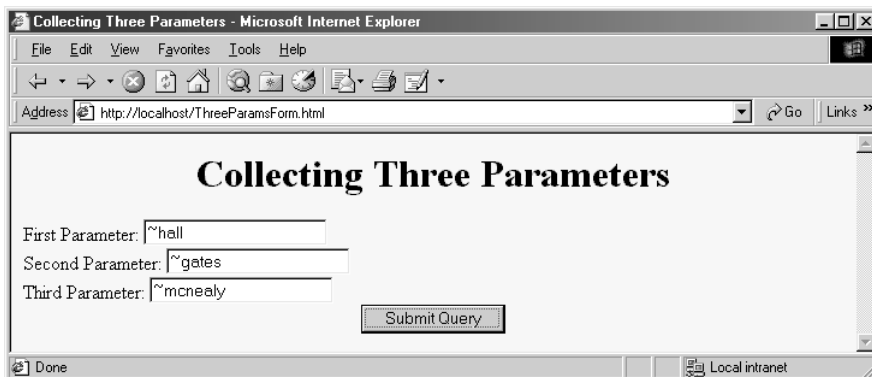 Collecting Three Parameters - Microsoft Internet Explorer
File Edit View Favorites Tools Help
Address http://localhost/ThreeParamsForm.html Go Links »
Collecting Three Parameters
First Parameter: ~hall
Second Parameter: ~gates
Third Parameter: ~mcnealy
Submit Query
Done Local intranet